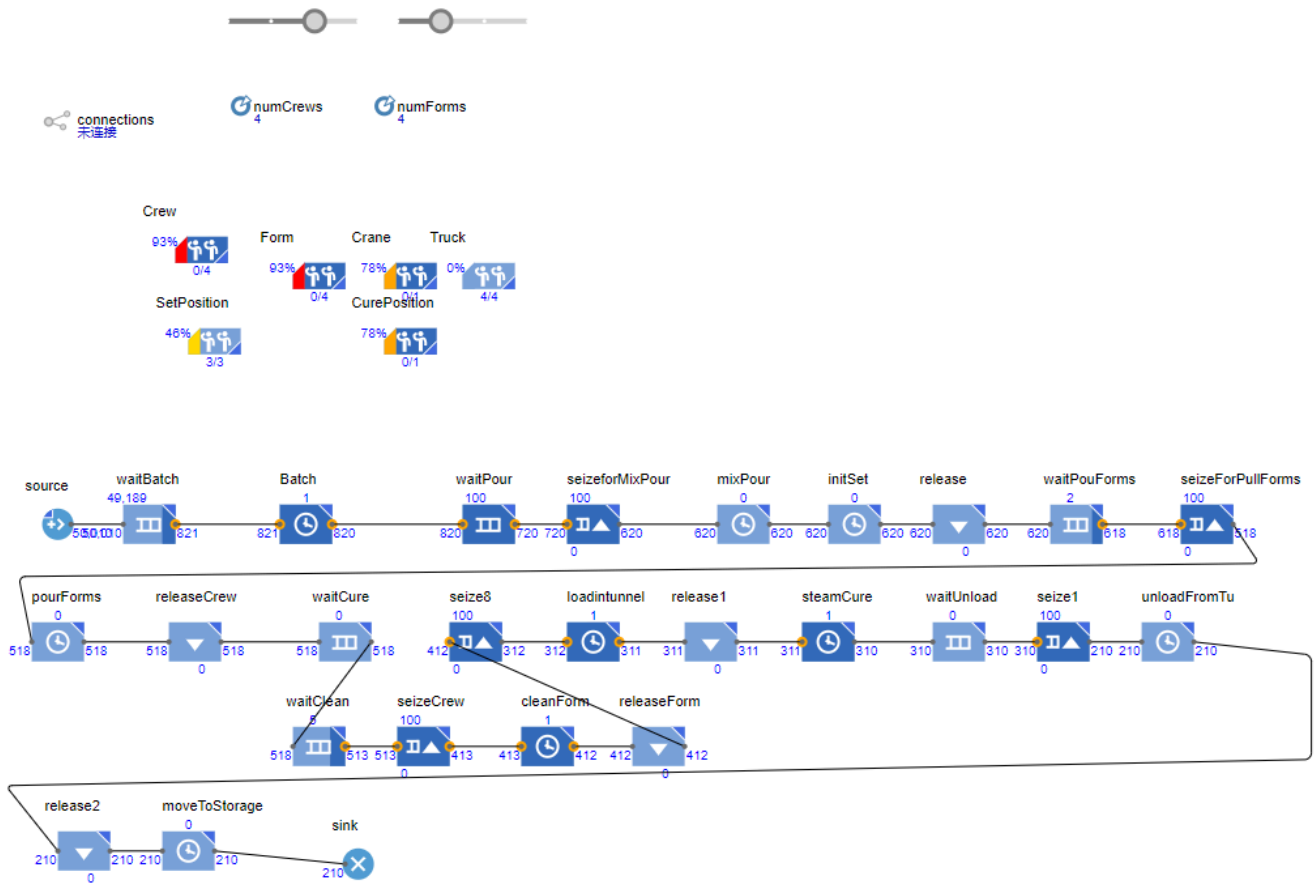 numCrews
4
numForms
4
connections
未连接
Crew
93%
0/4
Form
93%
0/4
Crane
78%
0/1
Truck
0%
4/4
SetPosition
46%
3/3
CurePosition
78%
0/1
source
waitBatch
49,189
821
Batch
1
821
820
waitPour
100
820
720
seizeforMixPour
100
720
620
0
mixPour
0
620
620
initSet
0
620
620
release
620
620
0
waitPouForms
2
620
618
seizeForPullForms
100
618
518
0
pourForms
0
518
518
releaseCrew
518
518
0
waitCure
0
518
518
seize8
100
412
312
0
loadintunnel
1
312
311
release1
311
311
0
steamCure
1
311
310
waitUnload
0
310
310
seize1
100
310
210
0
unloadFromTu
0
210
210
waitClean
5
518
513
seizeCrew
100
513
413
0
cleanForm
1
413
412
releaseForm
412
412
0
release2
210
210
0
moveToStorage
0
210
210
sink
210